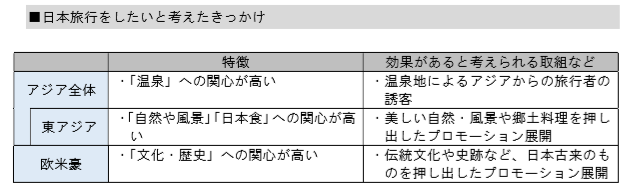 ■日本旅行をしたいと考えたきっかけ
特徴
効果があると考えられる取組など
アジア全体
・「温泉」への関心が高い
・温泉地によるアジアからの旅行者の
誘客
東アジア
・「自然や風景」「日本食」への関心が高
い
・美しい自然・風景や郷土料理を押し
出したプロモーション展開
欧米豪
・「文化・歴史」への関心が高い
・伝統文化や史跡など、日本古来のも
のを押し出したプロモーション展開